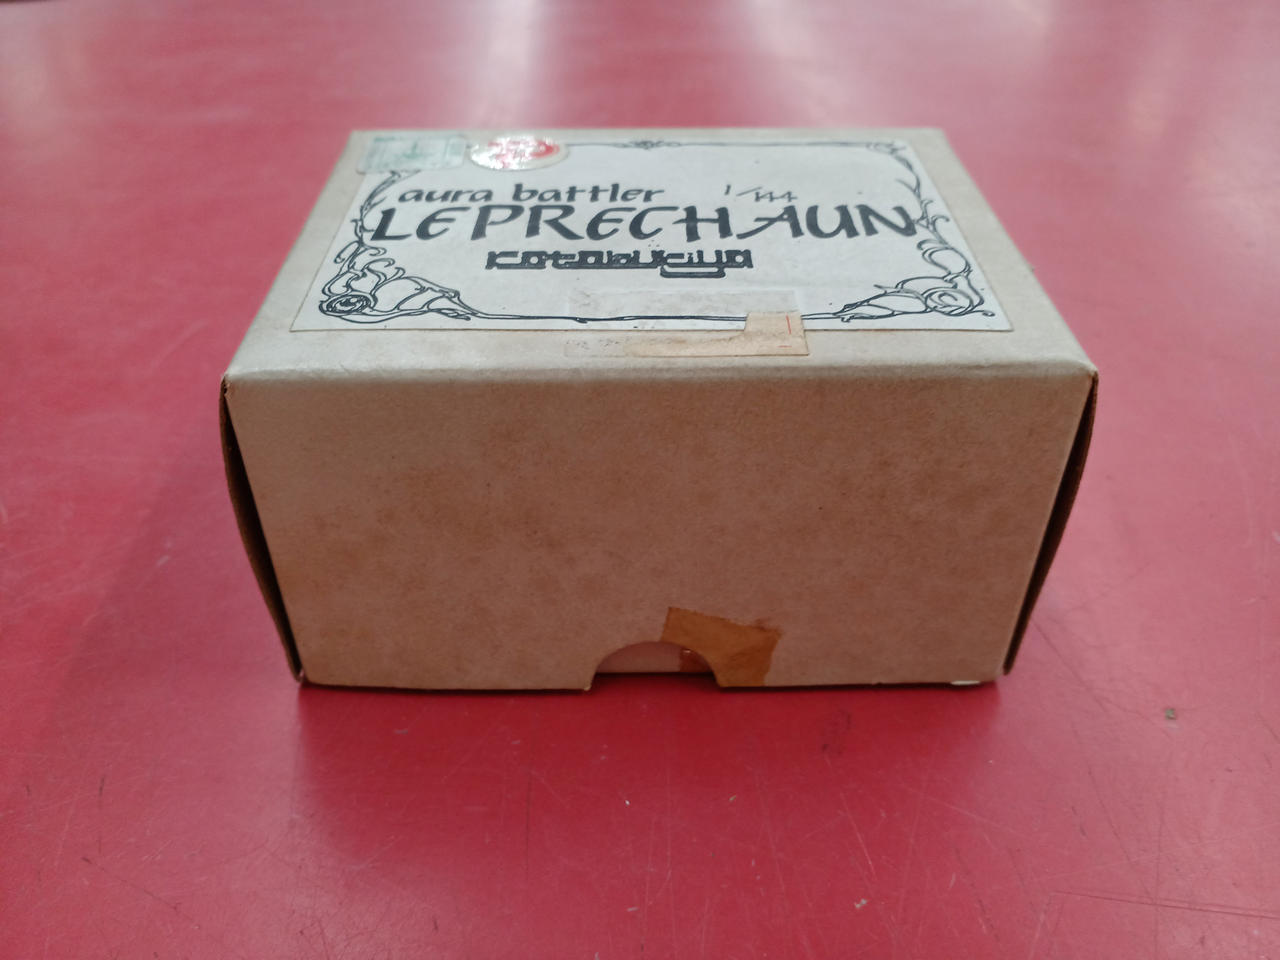 aura battler 1/144
LEPRECHAUN
kotobukiya